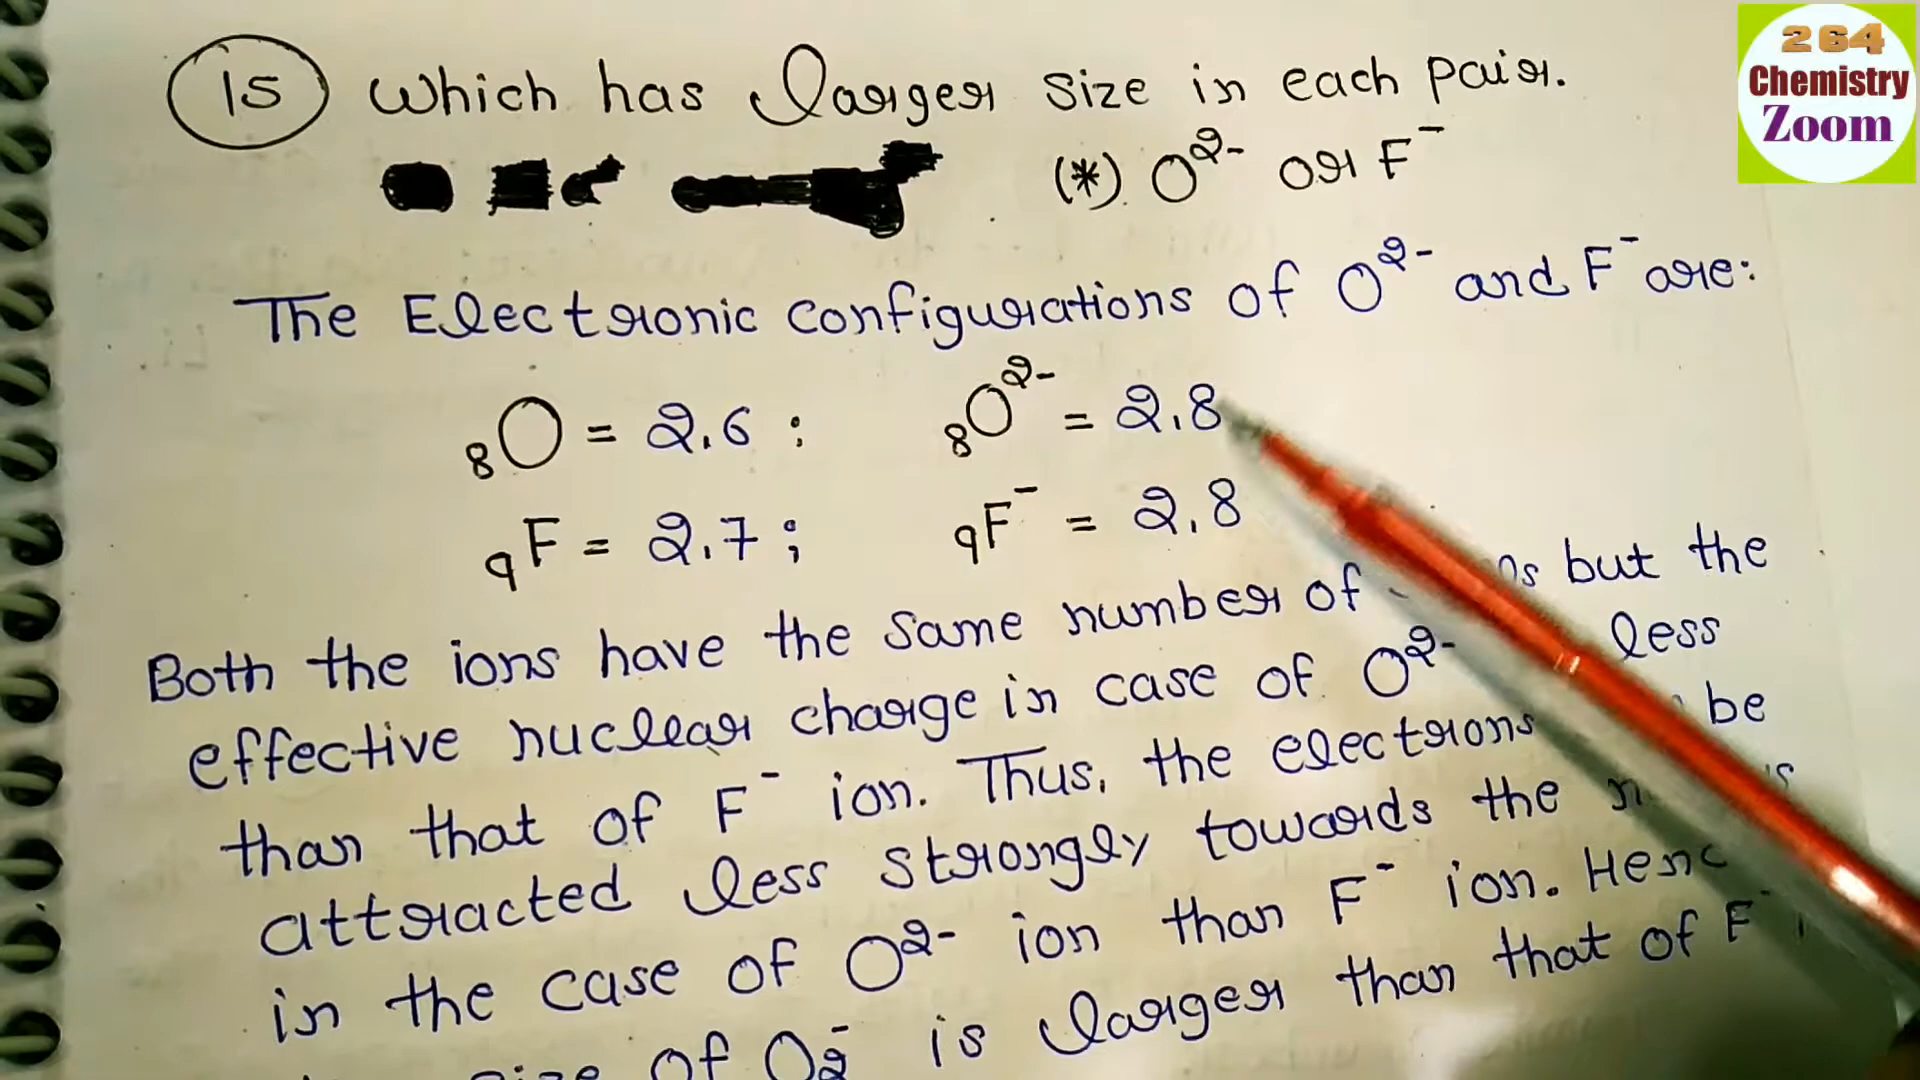 264
Chemistry
Zoom
15 Which has larger size in each pair.
(*) O²⁻ or F⁻
The Electronic configurations of O²⁻ and F⁻ are:
₈O = 2.6 ; ₈O²⁻ = 2.8
₉F = 2.7 ; ₉F⁻ = 2.8
Both the ions have the same number of but the
effective nuclear charge in case of O²⁻ less
than that of F⁻ ion. Thus, the electrons be
attracted less strongly towards the
in the case of O²⁻ ion than F⁻ ion. Hence
size of O₂⁻ is larger than that of F⁻